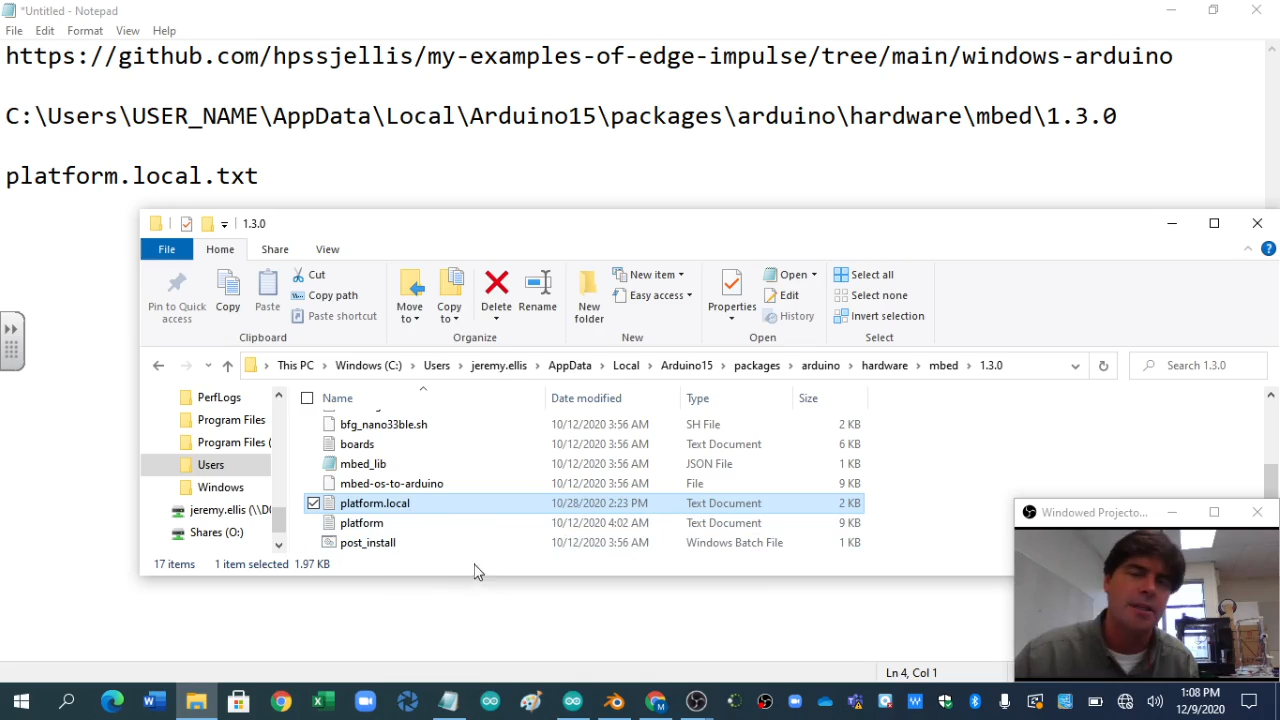 *Untitled - Notepad
File Edit Format View Help
https://github.com/hpssjellis/my-examples-of-edge-impulse/tree/main/windows-arduino
C:\Users\USER_NAME\AppData\Local\Arduino15\packages\arduino\hardware\mbed\1.3.0
platform.local.txt
1.3.0
File Home Share View
Pin to Quick access
Copy
Paste
Cut
Copy path
Paste shortcut
Clipboard
Move to
Copy to
Delete
Rename
Organize
New folder
New item
Easy access
New
Properties
Open
Edit
History
Open
Select all
Select none
Invert selection
Select
This PC > Windows (C:) > Users > jeremy.ellis > AppData > Local > Arduino15 > packages > arduino > hardware > mbed > 1.3.0
Search 1.3.0
PerfLogs
Program Files
Program Files (
Users
Windows
jeremy.ellis (\\D
Shares (O:)
Name Date modified Type Size
bfg_nano33ble.sh 10/12/2020 3:56 AM SH File 2 KB
boards 10/12/2020 3:56 AM Text Document 6 KB
mbed_lib 10/12/2020 3:56 AM JSON File 1 KB
mbed-os-to-arduino 10/12/2020 3:56 AM File 9 KB
platform.local 10/28/2020 2:23 PM Text Document 2 KB
platform 10/12/2020 4:02 AM Text Document 9 KB
post_install 10/12/2020 3:56 AM Windows Batch File 1 KB
17 items 1 item selected 1.97 KB
Windowed Projecto...
Ln 4, Col 1
1:08 PM
12/9/2020